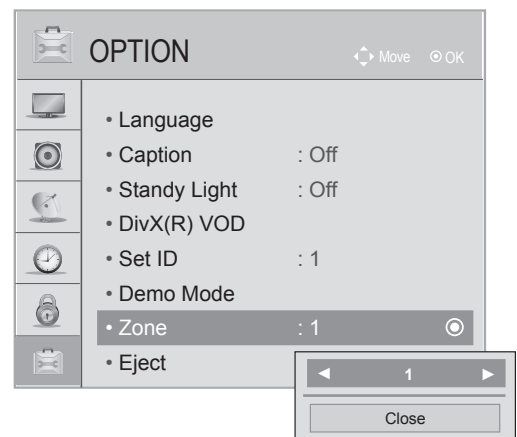 OPTION
Move OK
• Language
• Caption : Off
• Standy Light : Off
• DivX(R) VOD
• Set ID : 1
• Demo Mode
• Zone : 1
• Eject
◄ 1 ►
Close